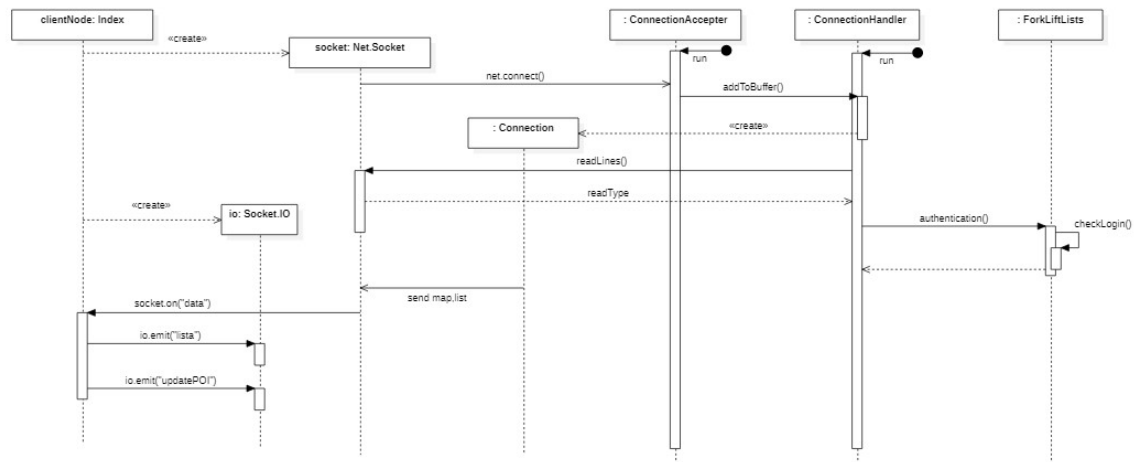 clientNode: Index
: ConnectionAccepter
: ConnectionHandler
: ForkLiftLists
«create»
socket: Net.Socket
run
run
net.connect()
addToBuffer()
: Connection
«create»
readLines()
readType
«create»
io: Socket.IO
authentication()
checkLogin()
send map,list
socket.on("data")
io.emit("lista")
io.emit("updatePOI")